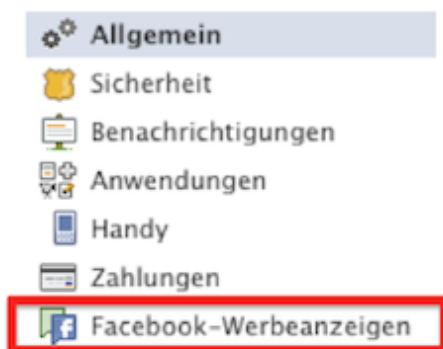 Allgemein
Sicherheit
Benachrichtigungen
Anwendungen
Handy
Zahlungen
Facebook-Werbeanzeigen